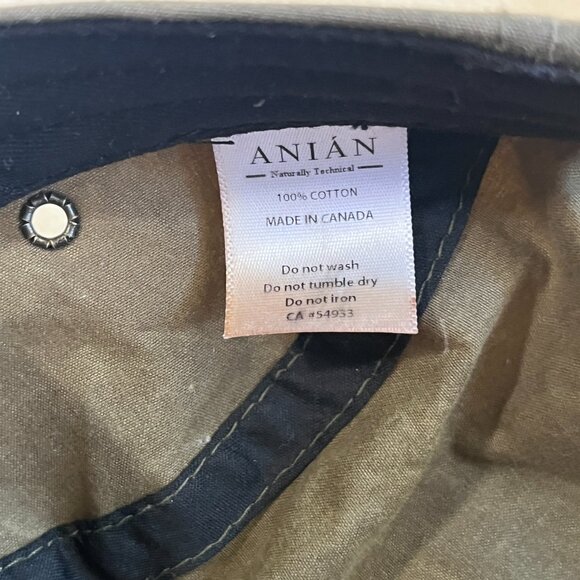 ANIÁN
Naturally Technical
100% COTTON
MADE IN CANADA
Do not wash
Do not tumble dry
Do not iron
CA #54933